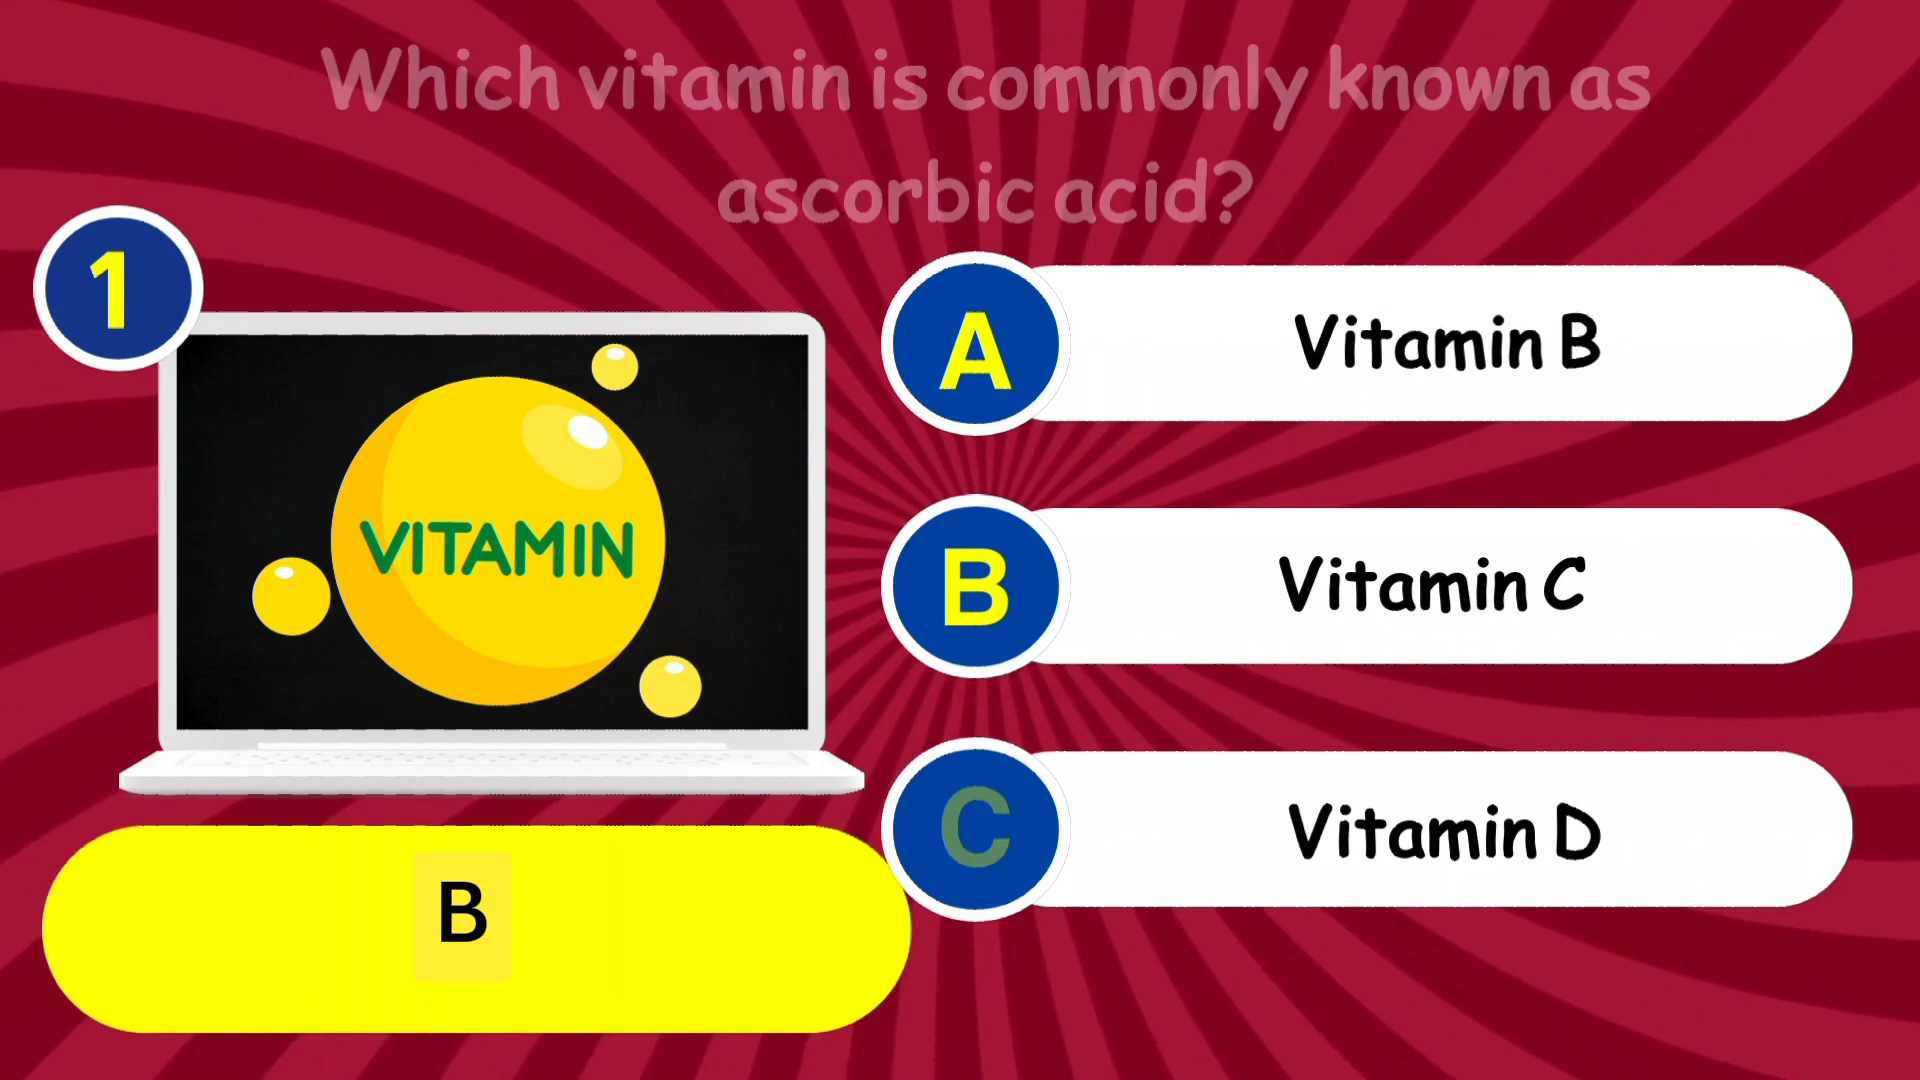 Which vitamin is commonly known as
ascorbic acid?
1
VITAMIN
A
Vitamin B
B
Vitamin C
C
Vitamin D
B